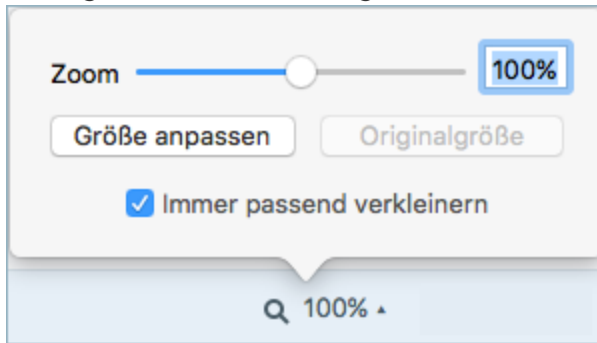 Zoom 100%
Größe anpassen Originalgröße
Immer passend verkleinern
100%